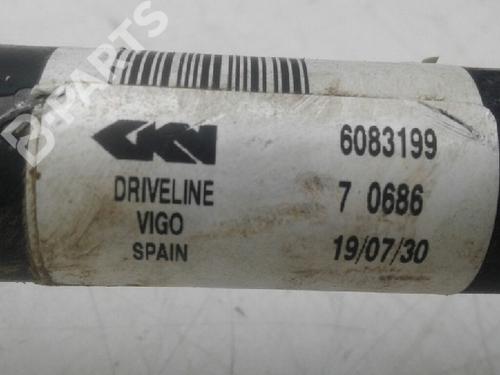 B-PARTS
GKN
DRIVELINE
VIGO
SPAIN
6083199
7 0686
19/07/30